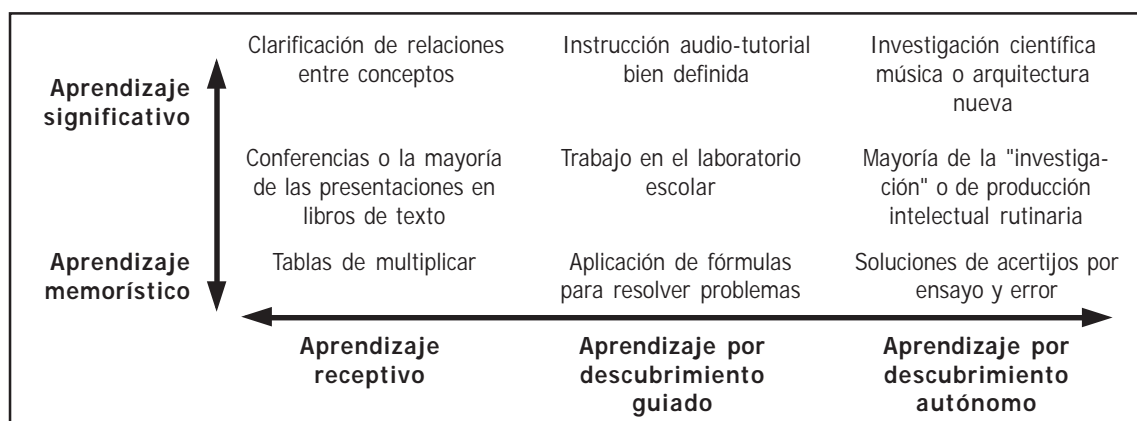 Clarificación de relaciones
entre conceptos
Instrucción audio-tutorial
bien definida
Investigación científica
música o arquitectura
nueva
Aprendizaje
significativo
Conferencias o la mayoría
de las presentaciones en
libros de texto
Trabajo en el laboratorio
escolar
Mayoría de la "investiga-
ción" o de producción
intelectual rutinaria
Aprendizaje
memorístico
Tablas de multiplicar
Aplicación de fórmulas
para resolver problemas
Soluciones de acertijos por
ensayo y error
Aprendizaje
receptivo
Aprendizaje por
descubrimiento
guiado
Aprendizaje por
descubrimiento
autónomo